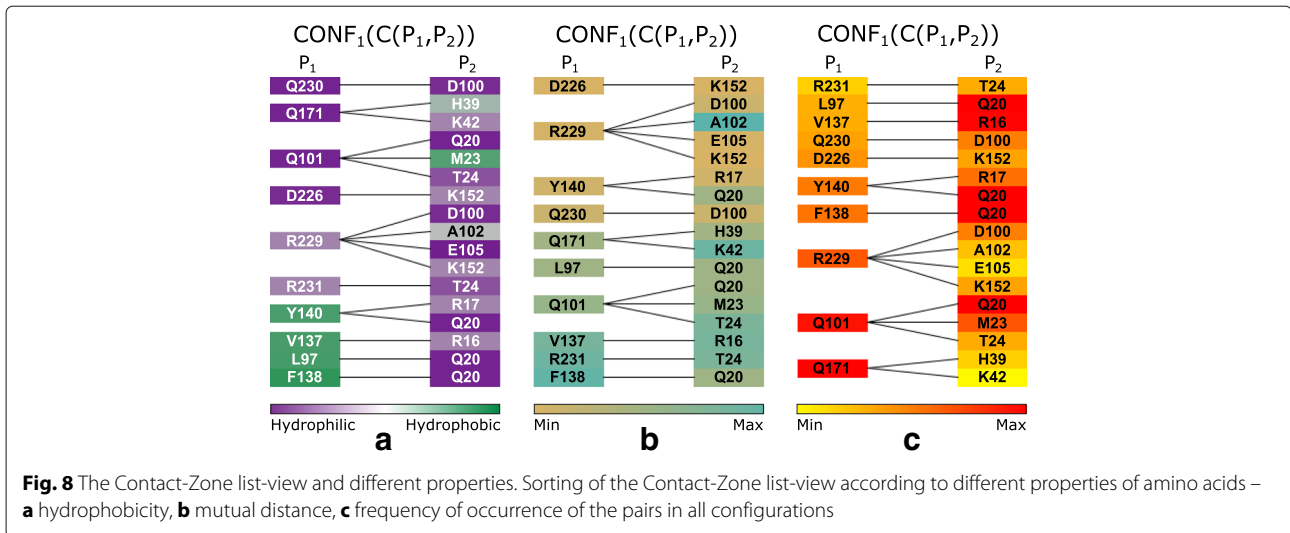 CONF₁(C(P₁,P₂)) CONF₁(C(P₁,P₂)) CONF₁(C(P₁,P₂))
P₁ P₂ P₁ P₂ P₁ P₂
Q230 D100 D226 K152 R231 T24
Q171 H39 D100 L97 Q20
K42 A102 V137 R16
Q20 R229 E105 Q230 D100
Q101 M23 K152 D226 K152
T24 R17 R17
D226 K152 Y140 Q20 Y140 Q20
D100 Q230 D100 F138 Q20
A102 H39 D100
R229 E105 Q171 K42 R229 A102
K152 L97 Q20 E105
R231 T24 Q20 K152
R17 Q101 M23 Q20
Y140 Q20 T24 Q101 M23
V137 R16 V137 R16 T24
L97 Q20 R231 T24 H39
F138 Q20 F138 Q20 Q171 K42
Hydrophilic Hydrophobic Min Max Min Max
a b c
Fig. 8 The Contact-Zone list-view and different properties. Sorting of the Contact-Zone list-view according to different properties of amino acids –
a hydrophobicity, b mutual distance, c frequency of occurrence of the pairs in all configurations